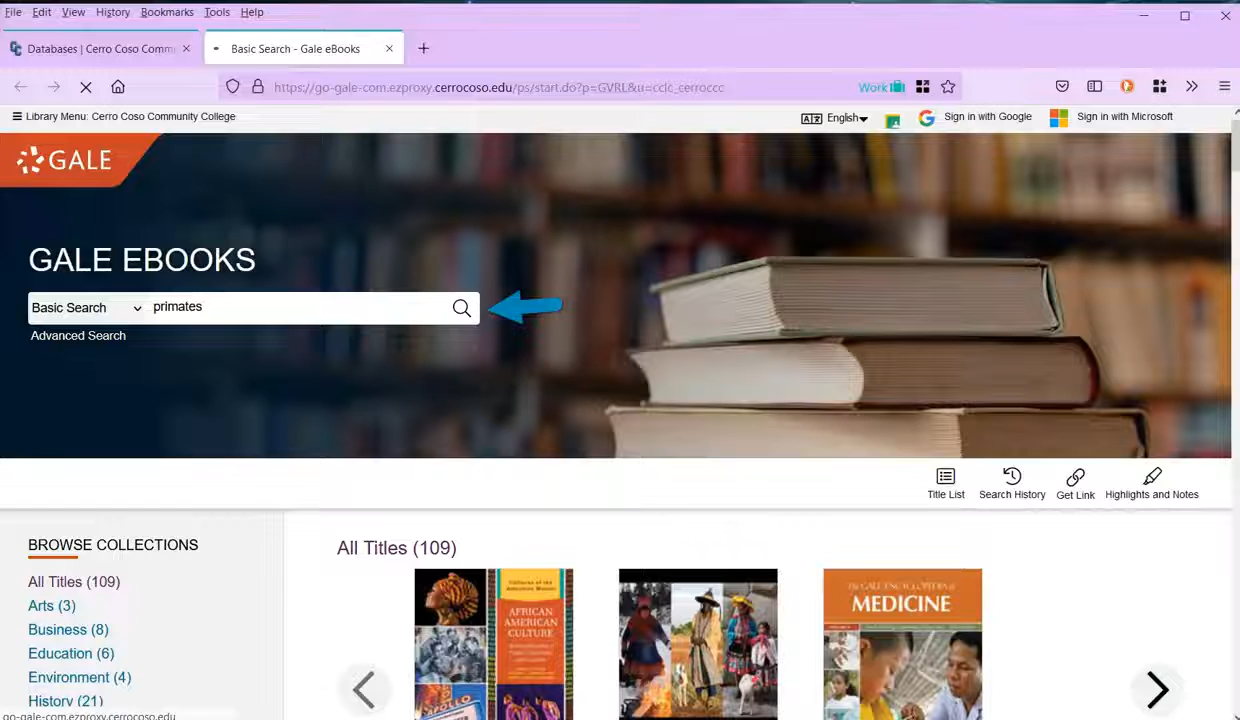 File Edit View History Bookmarks Tools Help
Databases | Cerro Coso Comm
Basic Search - Gale eBooks
https://go-gale-com.ezproxy.cerrocoso.edu/ps/start.do?p=GVRL&u=cclc_cerroccc
Work
Library Menu: Cerro Coso Community College
English
Sign in with Google
Sign in with Microsoft
GALE
GALE EBOOKS
Basic Search primates
Advanced Search
Title List Search History Get Link Highlights and Notes
BROWSE COLLECTIONS
All Titles (109)
All Titles (109)
Arts (3)
Business (8)
Education (6)
Environment (4)
History (21)
AFRICAN
AMERICAN
CULTURE
The GALE ENCYCLOPEDIA of
MEDICINE
go-gale-com.ezproxy.cerrocoso.edu